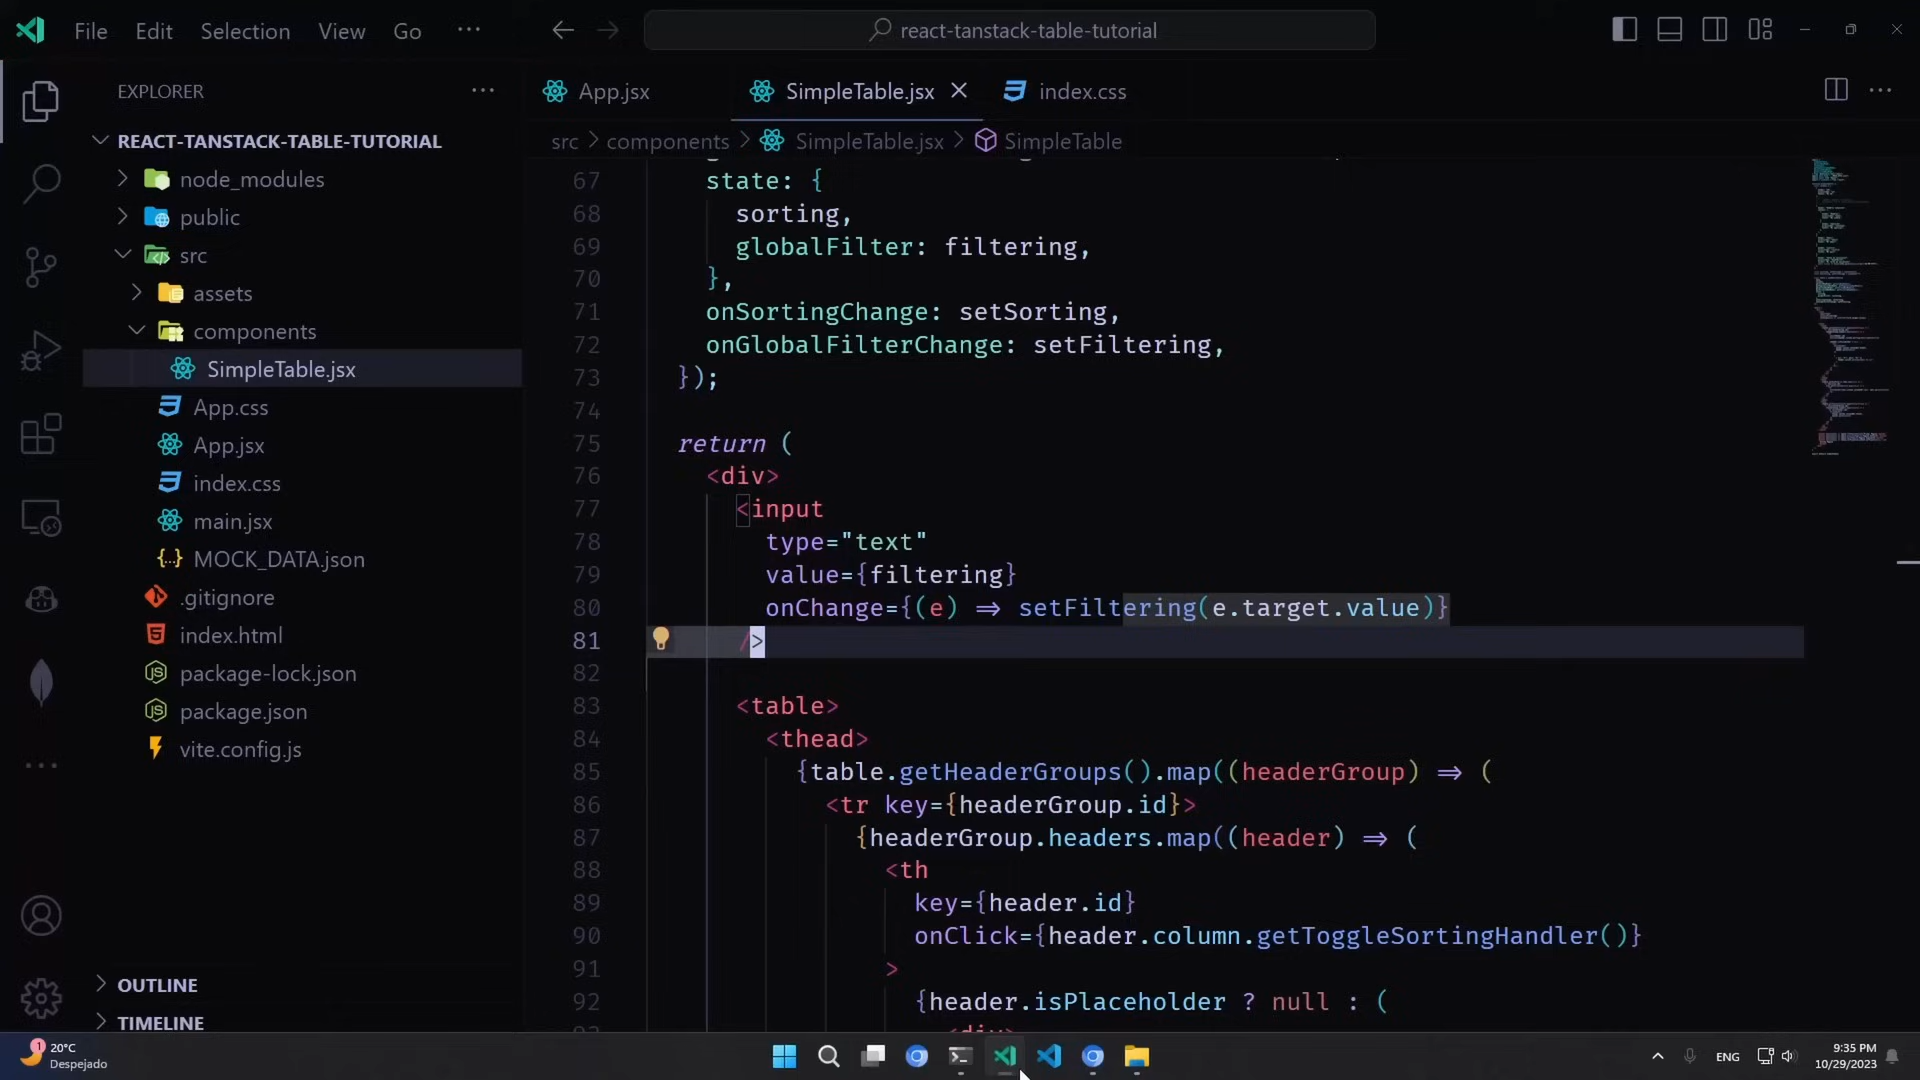 File Edit Selection View Go ...
react-tanstack-table-tutorial
EXPLORER
REACT-TANSTACK-TABLE-TUTORIAL
node_modules
public
src
assets
components
SimpleTable.jsx
App.css
App.jsx
index.css
main.jsx
MOCK_DATA.json
.gitignore
index.html
package-lock.json
package.json
vite.config.js
OUTLINE
TIMELINE
App.jsx SimpleTable.jsx index.css
src > components > SimpleTable.jsx > SimpleTable
67 state: {
68 sorting,
69 globalFilter: filtering,
70 },
71 onSortingChange: setSorting,
72 onGlobalFilterChange: setFiltering,
73 });
74
75 return (
76 <div>
77 <input
78 type="text"
79 value={filtering}
80 onChange={(e) => setFiltering(e.target.value)}
81 />
82
83 <table>
84 <thead>
85 {table.getHeaderGroups().map((headerGroup) => (
86 <tr key={headerGroup.id}>
87 {headerGroup.headers.map((header) => (
88 <th
89 key={header.id}
90 onClick={header.column.getToggleSortingHandler()}
91 >
92 {header.isPlaceholder ? null : (
<div>
1
20°C
Despejado
ENG
9:35 PM
10/29/2023